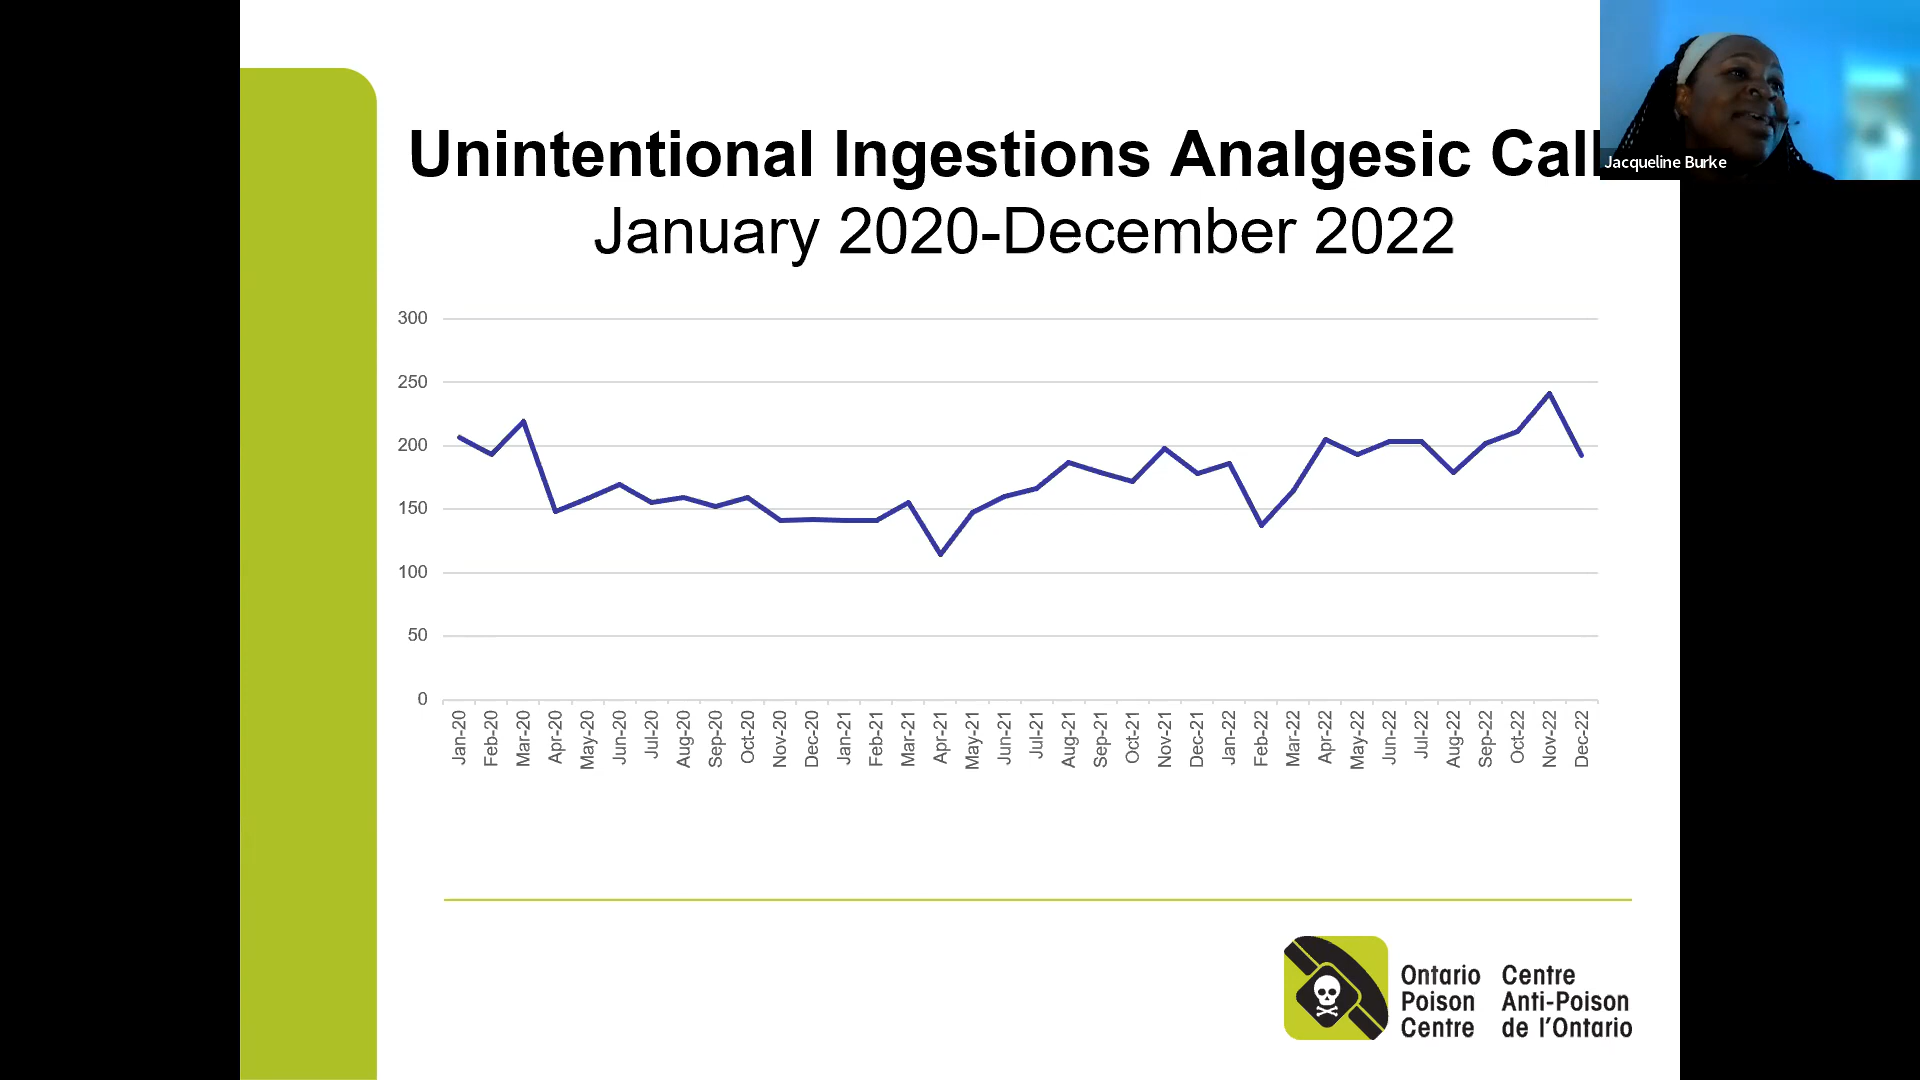 Unintentional Ingestions Analgesic Call
January 2020-December 2022
Jacqueline Burke
300
250
200
150
100
50
0
Jan-20
Feb-20
Mar-20
Apr-20
May-20
Jun-20
Jul-20
Aug-20
Sep-20
Oct-20
Nov-20
Dec-20
Jan-21
Feb-21
Mar-21
Apr-21
May-21
Jun-21
Jul-21
Aug-21
Sep-21
Oct-21
Nov-21
Dec-21
Jan-22
Feb-22
Mar-22
Apr-22
May-22
Jun-22
Jul-22
Aug-22
Sep-22
Oct-22
Nov-22
Dec-22
Ontario
Poison
Centre
Centre
Anti-Poison
de l'Ontario